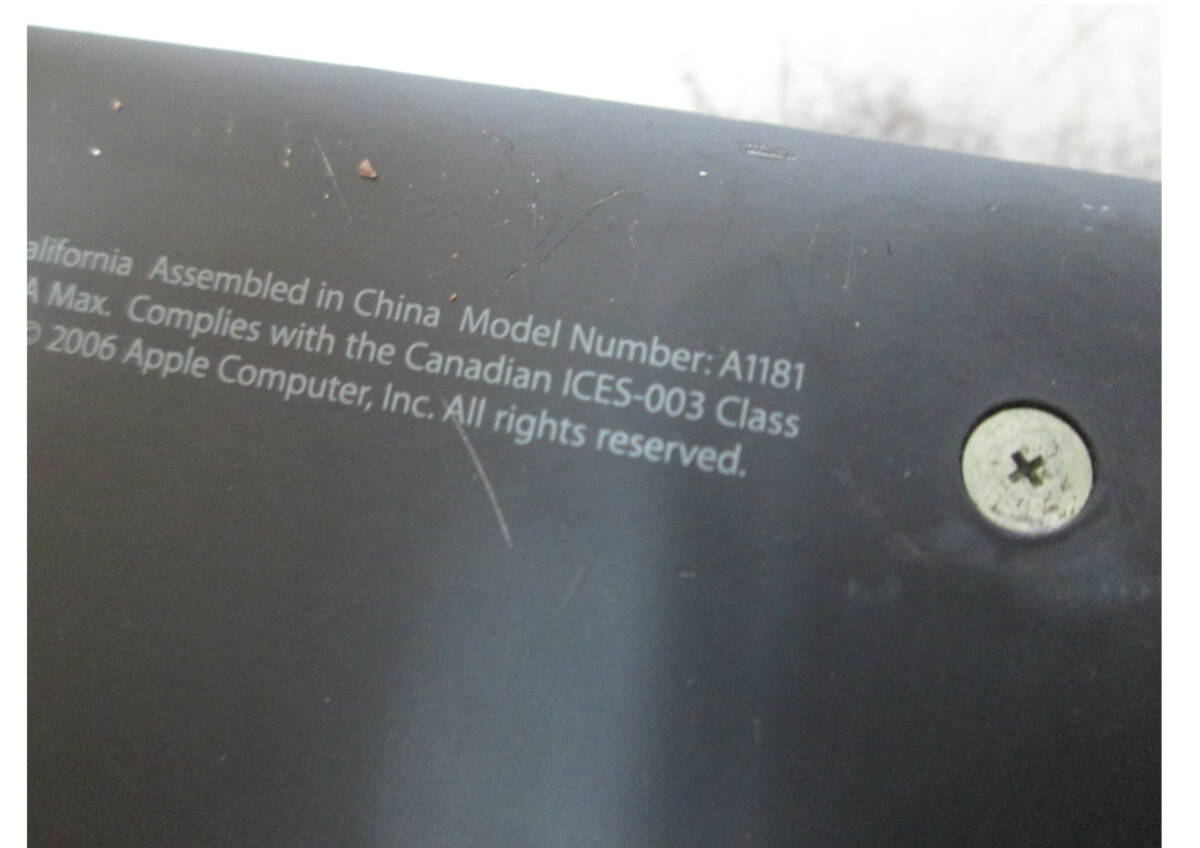 alifornia Assembled in China Model Number: A1181
A Max. Complies with the Canadian ICES-003 Class
© 2006 Apple Computer, Inc. All rights reserved.